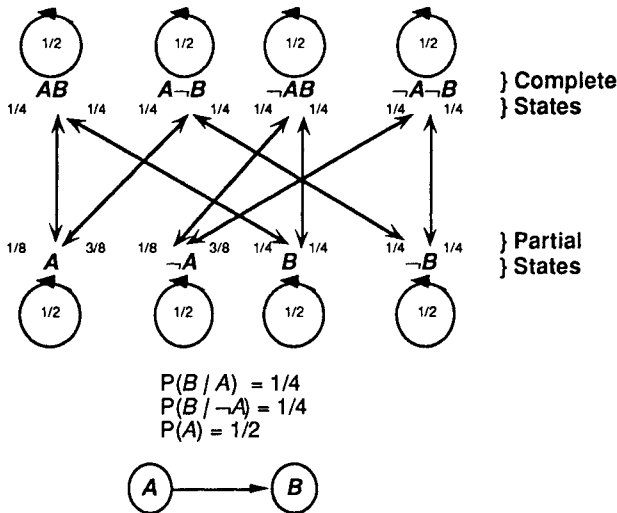 1/2 1/2 1/2 1/2
AB A¬B ¬AB ¬A¬B } Complete
1/4 1/4 1/4 1/4 1/4 1/4 1/4 1/4 } States
1/8 3/8 1/8 3/8 1/4 1/4 1/4 1/4 } Partial
A ¬A B ¬B } States
1/2 1/2 1/2 1/2
P(B / A) = 1/4
P(B / ¬A) = 1/4
P(A) = 1/2
A B